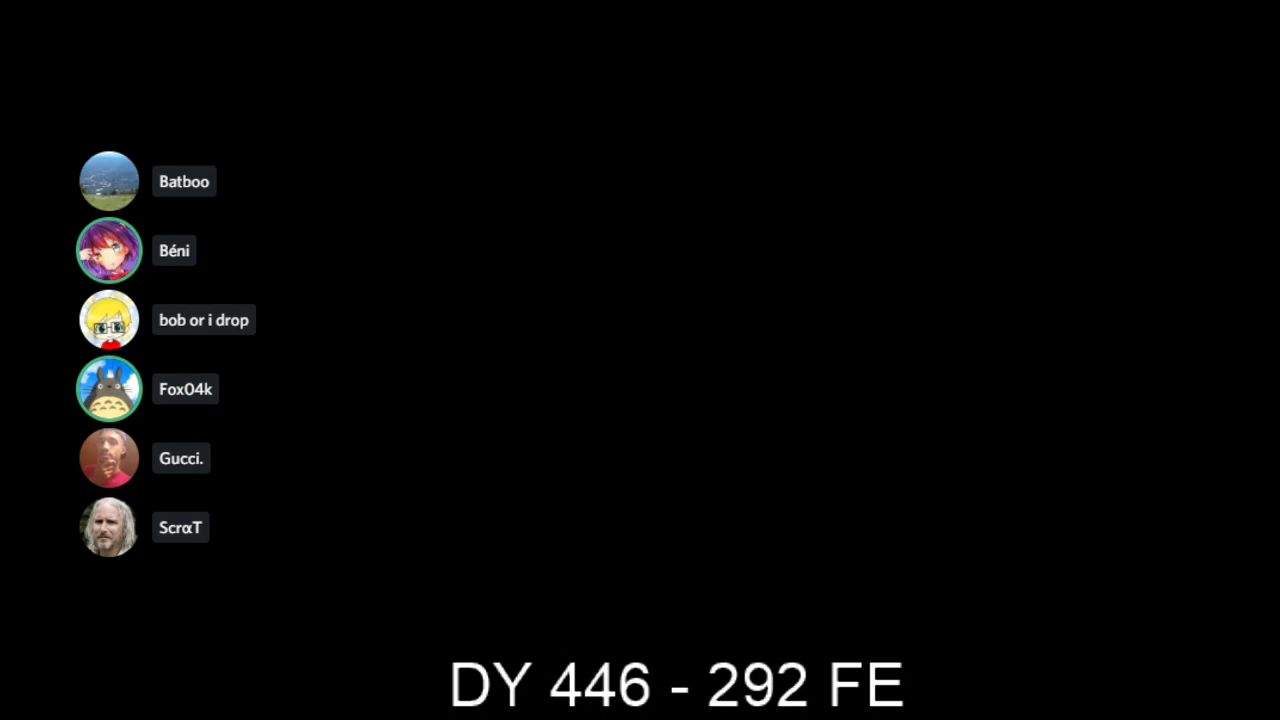 Batboo
Béni
bob or i drop
Fox04k
Gucci.
ScrαT
DY 446 - 292 FE